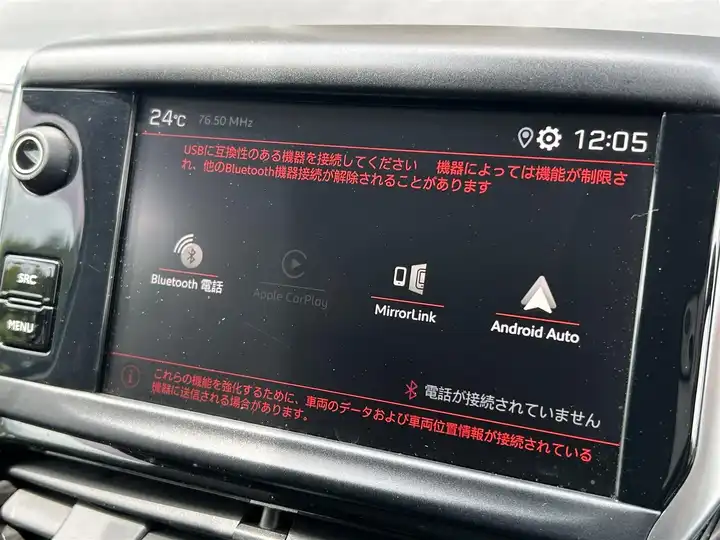 24℃ 76.50 MHz 12:05
USBに互換性のある機器を接続してください 機器によっては機能が制限さ
れ、他のBluetooth機器接続が解除されることがあります
SRC
MENU
Bluetooth 電話
Apple CarPlay
MirrorLink
Android Auto
電話が接続されていません
これらの機能を強化するために、車両のデータおよび車両位置情報が接続されている
機器に送信される場合があります。